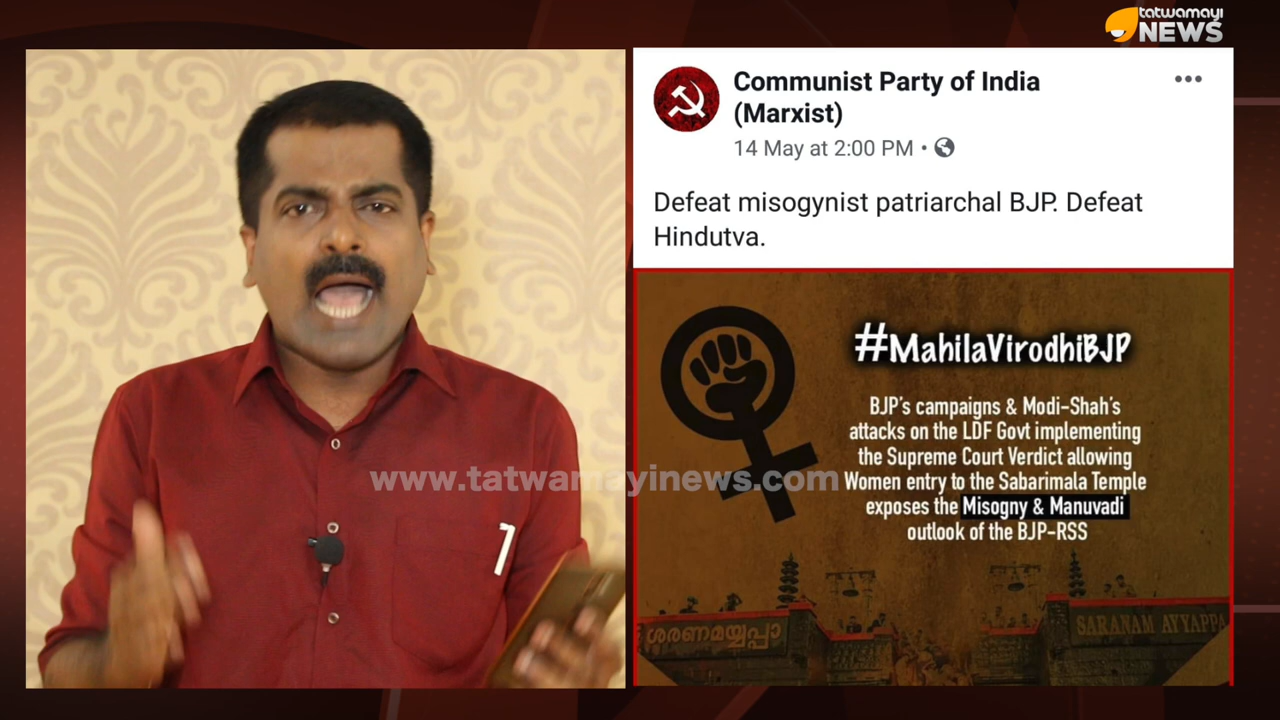 tatwamayi
NEWS
Communist Party of India
(Marxist)
14 May at 2:00 PM •
Defeat misogynist patriarchal BJP. Defeat
Hindutva.
#MahilaVirodhiBJP
BJP's campaigns & Modi-Shah's
attacks on the LDF Govt implementing
the Supreme Court Verdict allowing
Women entry to the Sabarimala Temple
exposes the Misogny & Manuvadi
outlook of the BJP-RSS
www.tatwamayinews.com
ശരണമയ്യപ്പാ
SARANAM AYYAPPA